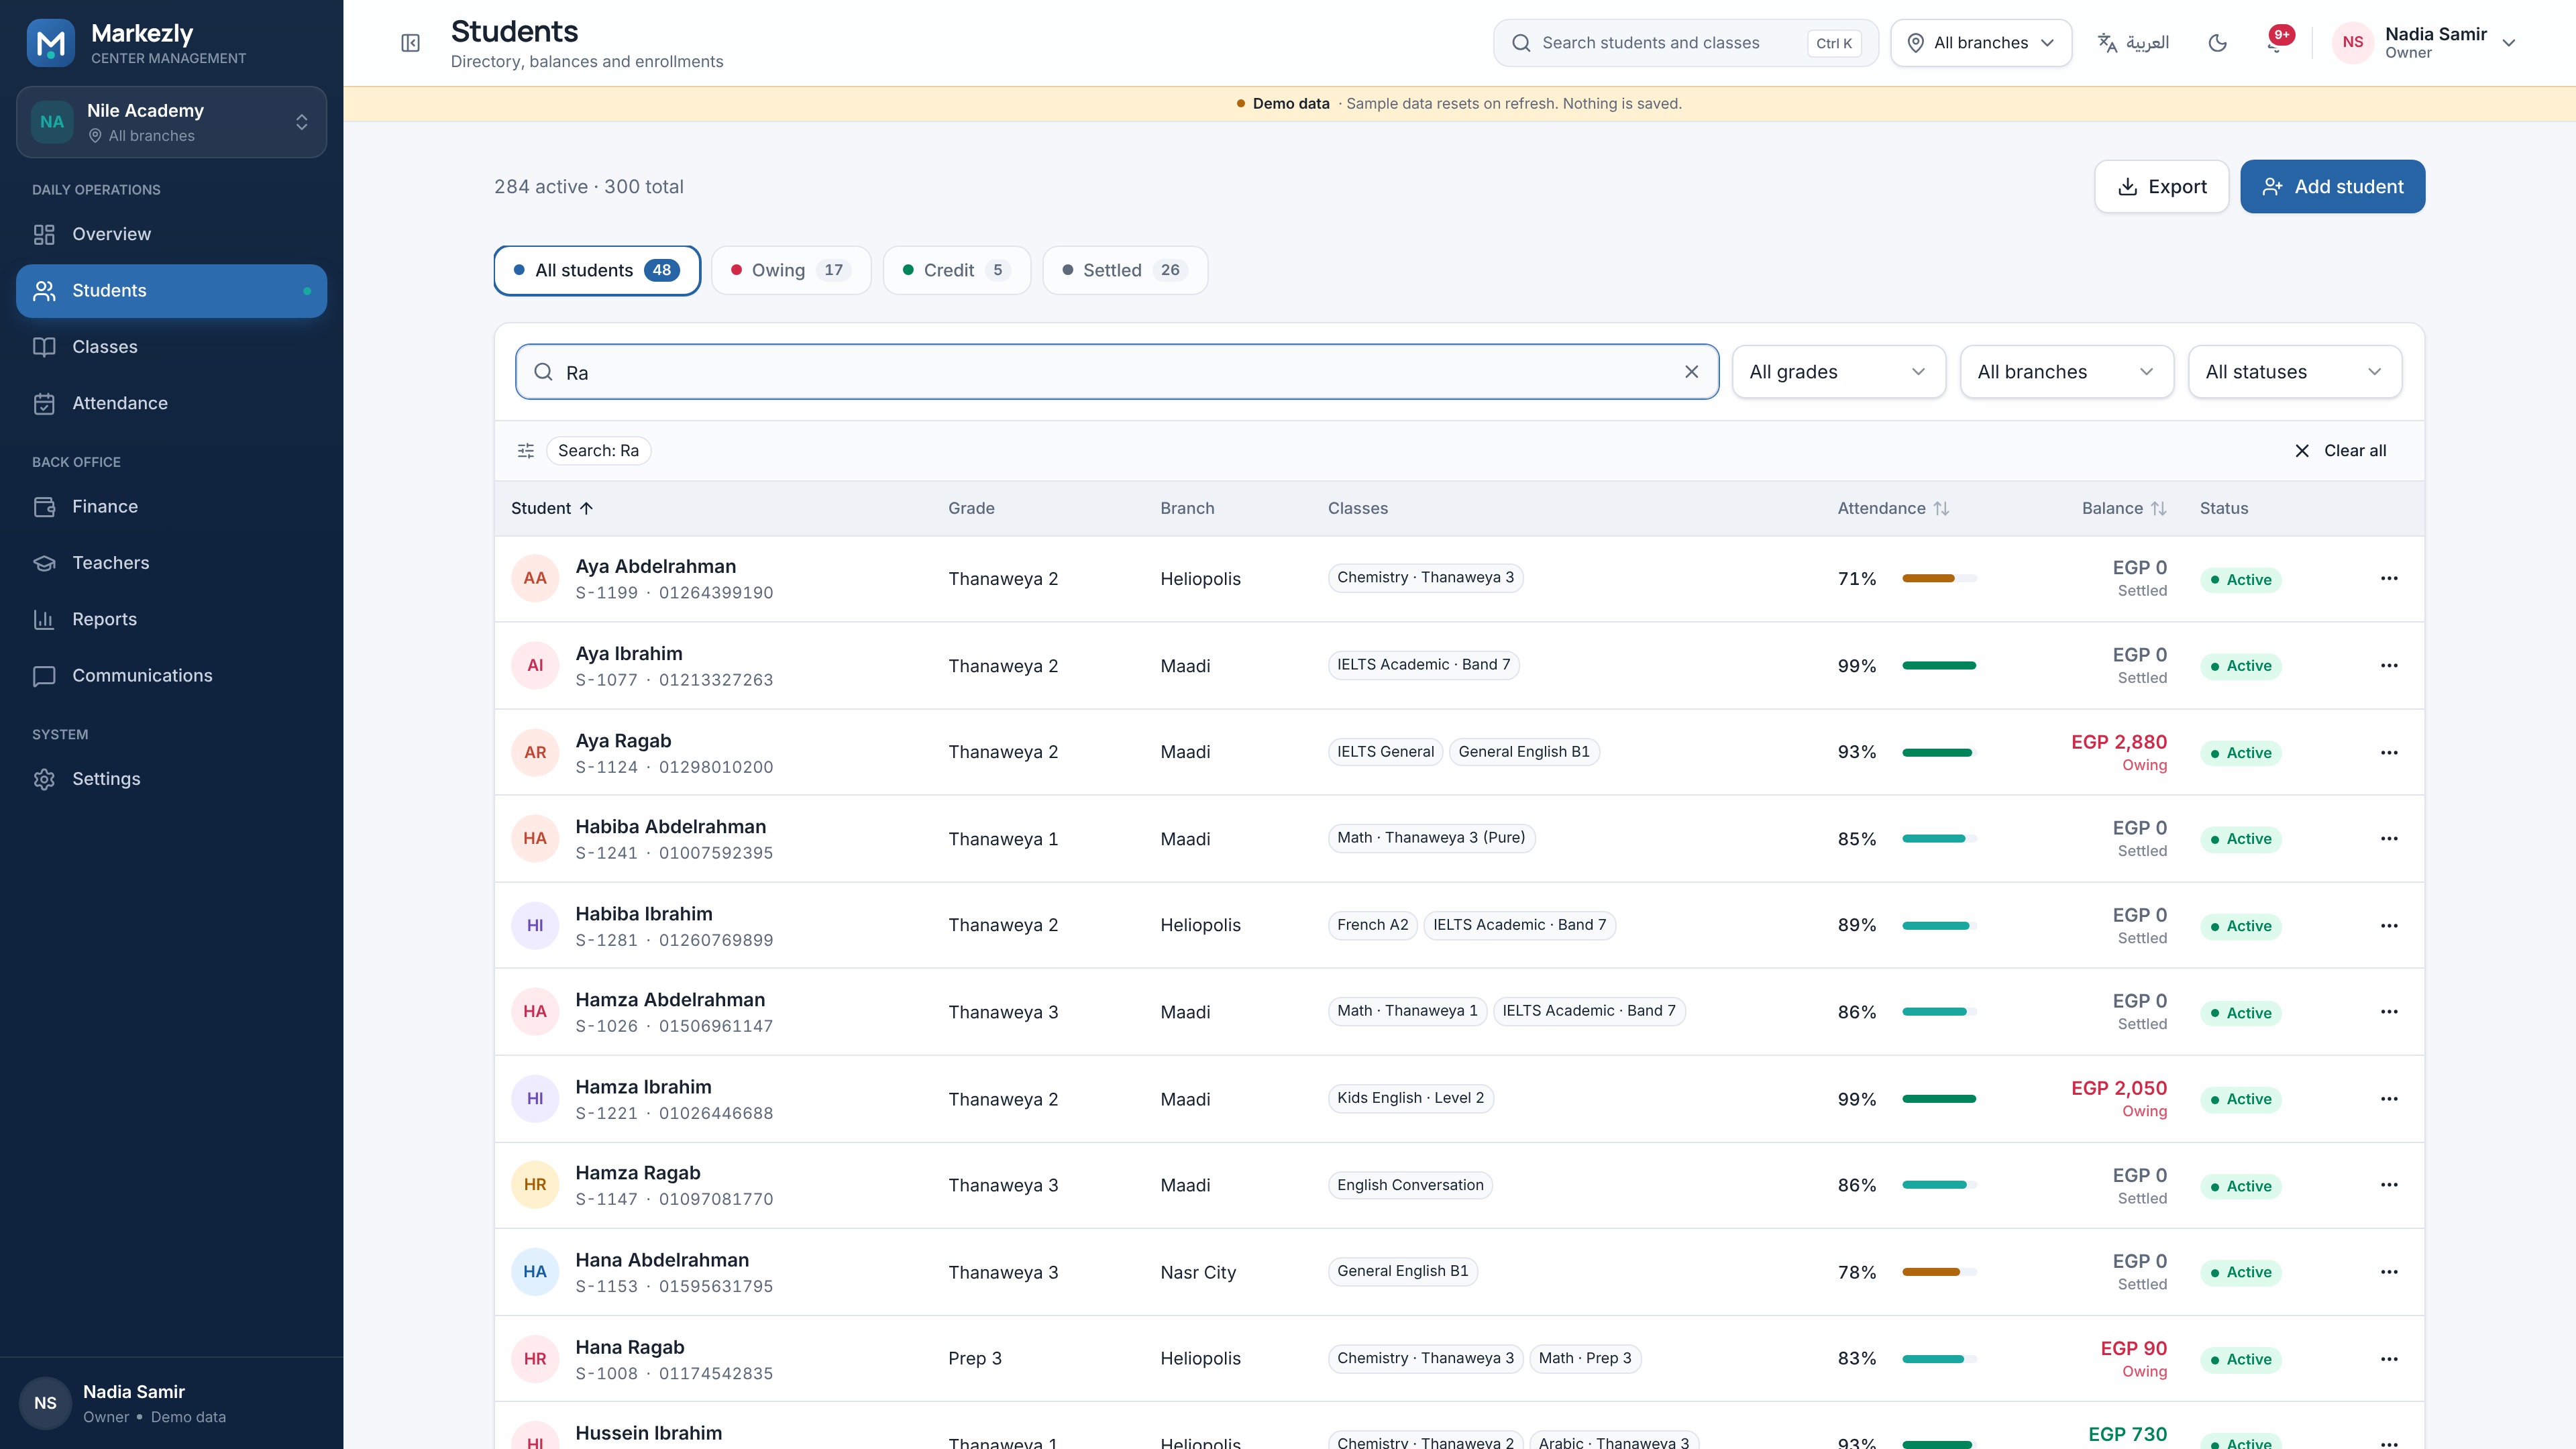 Markezly
CENTER MANAGEMENT
NA
Nile Academy
All branches
DAILY OPERATIONS
Overview
Students
Classes
Attendance
BACK OFFICE
Finance
Teachers
Reports
Communications
SYSTEM
Settings
NS
Nadia Samir
Owner • Demo data
Students
Directory, balances and enrollments
Search students and classes
Ctrl K
All branches
العربية
9+
NS
Nadia Samir
Owner
Demo data · Sample data resets on refresh. Nothing is saved.
284 active · 300 total
Export
Add student
All students 48
Owing 17
Credit 5
Settled 26
Ra
All grades
All branches
All statuses
Search: Ra
Clear all
Student Grade Branch Classes Attendance Balance Status
AA Aya Abdelrahman
S-1199 · 01264399190
Thanaweya 2 Heliopolis Chemistry · Thanaweya 3 71% EGP 0 Settled Active
AI Aya Ibrahim
S-1077 · 01213327263
Thanaweya 2 Maadi IELTS Academic · Band 7 99% EGP 0 Settled Active
AR Aya Ragab
S-1124 · 01298010200
Thanaweya 2 Maadi IELTS General General English B1 93% EGP 2,880 Owing Active
HA Habiba Abdelrahman
S-1241 · 01007592395
Thanaweya 1 Maadi Math · Thanaweya 3 (Pure) 85% EGP 0 Settled Active
HI Habiba Ibrahim
S-1281 · 01260769899
Thanaweya 2 Heliopolis French A2 IELTS Academic · Band 7 89% EGP 0 Settled Active
HA Hamza Abdelrahman
S-1026 · 01506961147
Thanaweya 3 Maadi Math · Thanaweya 1 IELTS Academic · Band 7 86% EGP 0 Settled Active
HI Hamza Ibrahim
S-1221 · 01026446688
Thanaweya 2 Maadi Kids English · Level 2 99% EGP 2,050 Owing Active
HR Hamza Ragab
S-1147 · 01097081770
Thanaweya 3 Maadi English Conversation 86% EGP 0 Settled Active
HA Hana Abdelrahman
S-1153 · 01595631795
Thanaweya 3 Nasr City General English B1 78% EGP 0 Settled Active
HR Hana Ragab
S-1008 · 01174542835
Prep 3 Heliopolis Chemistry · Thanaweya 3 Math · Prep 3 83% EGP 90 Owing Active
HI Hussein Ibrahim
Thanaweya 1 Heliopolis Chemistry · Thanaweya 2 Arabic · Thanaweya 3 93% EGP 730 Active